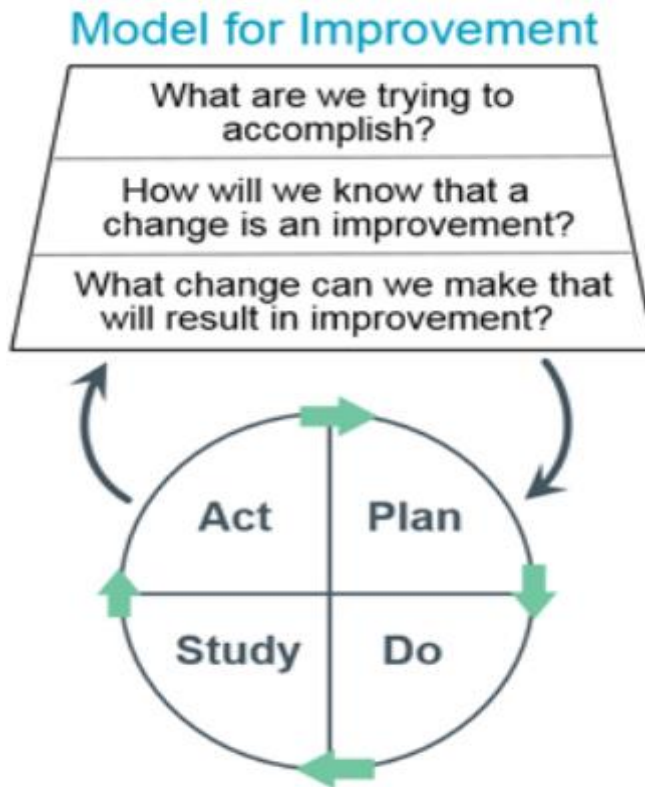 Model for Improvement
What are we trying to
accomplish?
How will we know that a
change is an improvement?
What change can we make that
will result in improvement?
Act
Plan
Study
Do